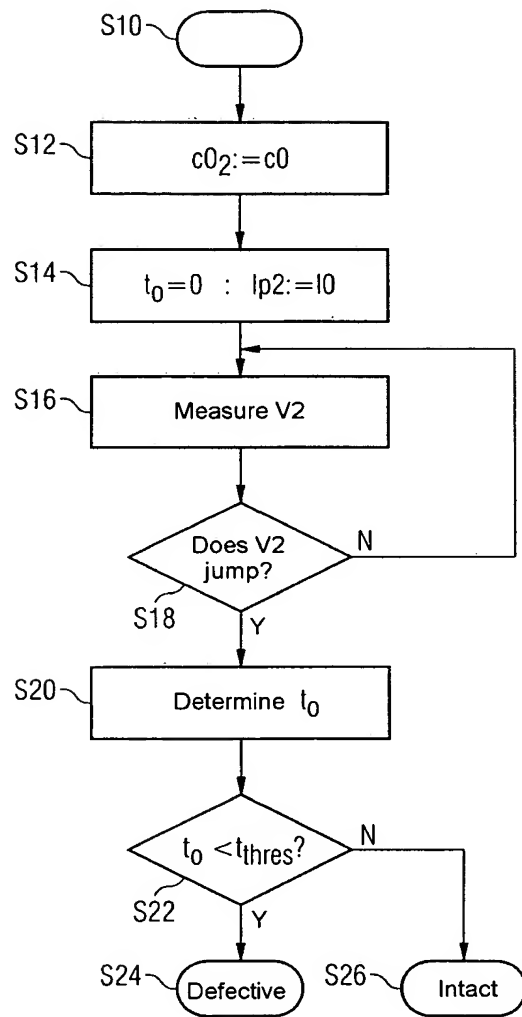 S10
S12
cO₂:=c0
S14
t₀=0 : Ip2:=I0
S16
Measure V2
Does V2
jump?
N
S18
Y
S20
Determine t₀
t₀ <t_thres?
N
S22
Y
S24
Defective
S26
Intact